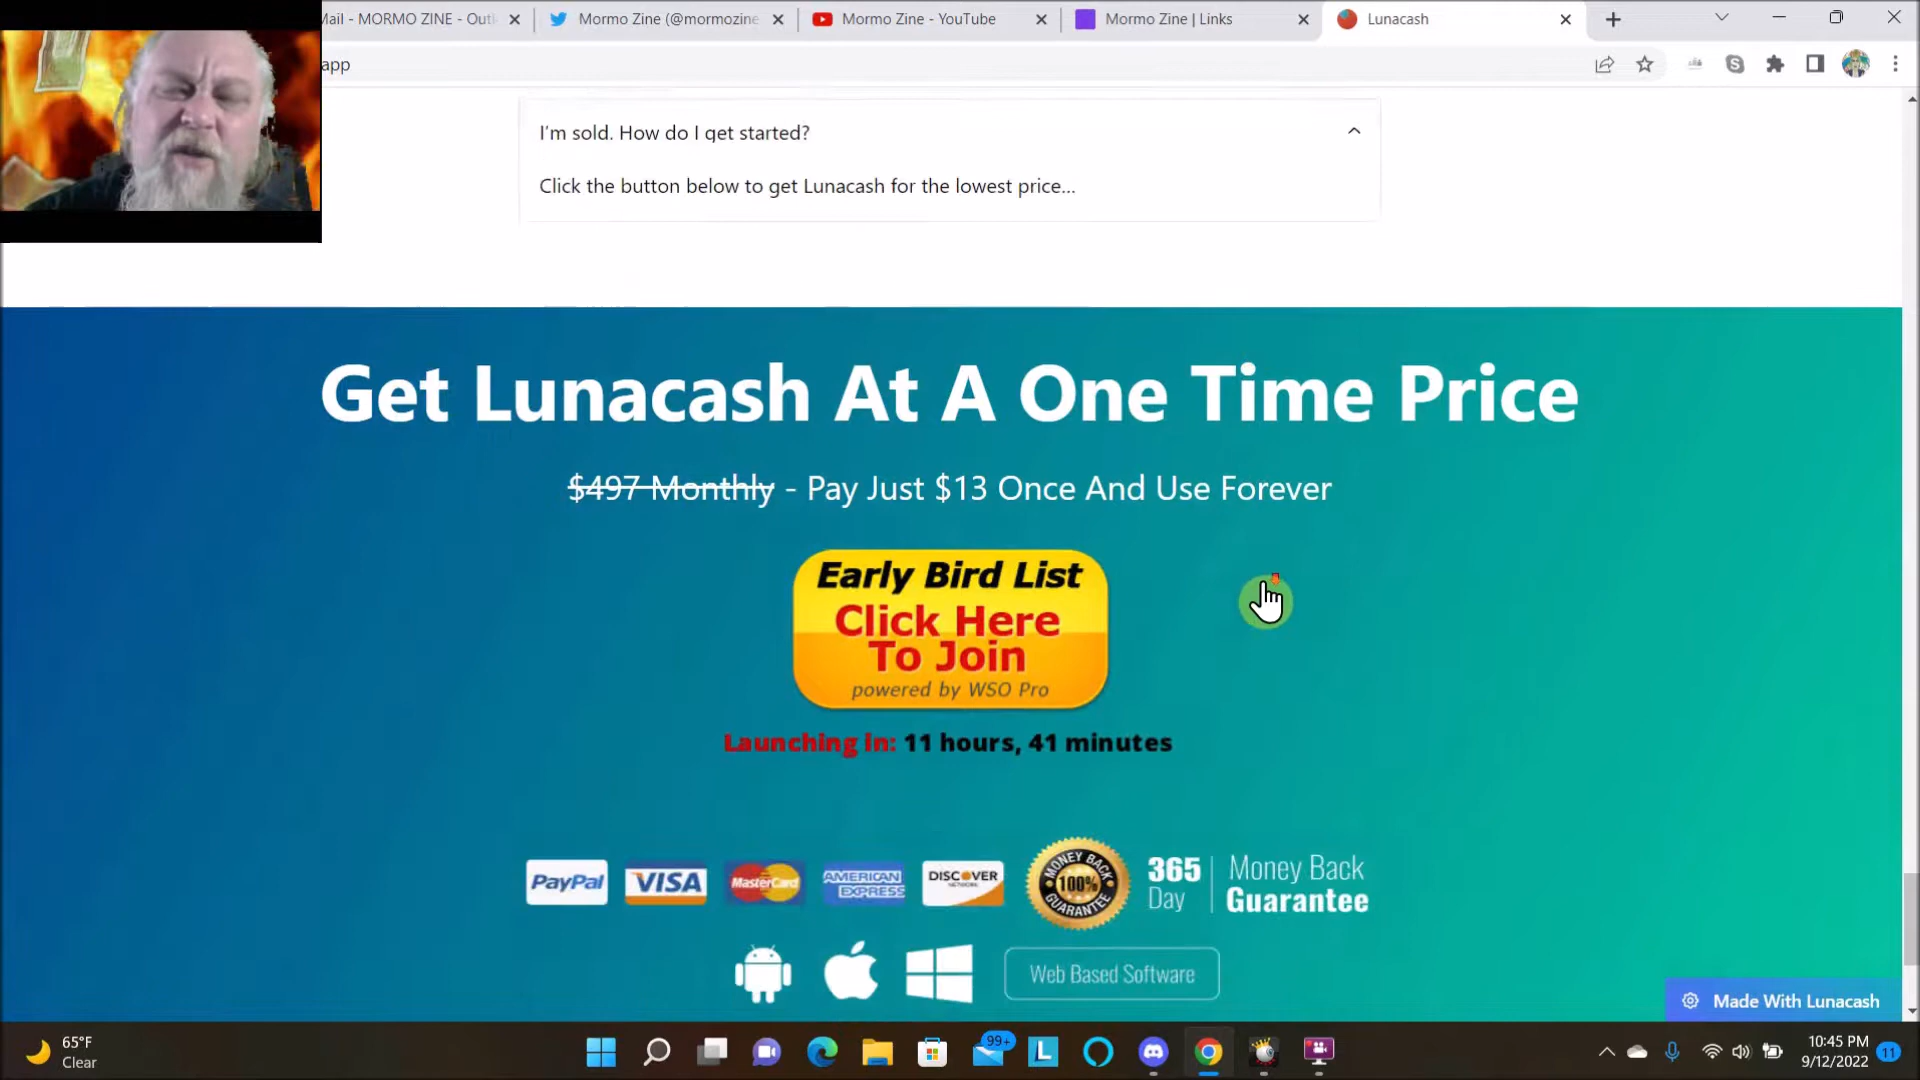 Mail - MORMO ZINE - Outl
Mormo Zine (@mormozine
Mormo Zine - YouTube
Mormo Zine | Links
Lunacash
app
I'm sold. How do I get started?
Click the button below to get Lunacash for the lowest price...
Get Lunacash At A One Time Price
$497 Monthly - Pay Just $13 Once And Use Forever
Early Bird List
Click Here
To Join
powered by WSO Pro
Launching in: 11 hours, 41 minutes
PayPal
VISA
MasterCard
AMERICAN EXPRESS
DISCOVER
NETWORK
MONEY BACK
100%
GUARANTEE
365 Day
Money Back Guarantee
Web Based Software
Made With Lunacash
65°F
Clear
99+
L
10:45 PM
9/12/2022
11